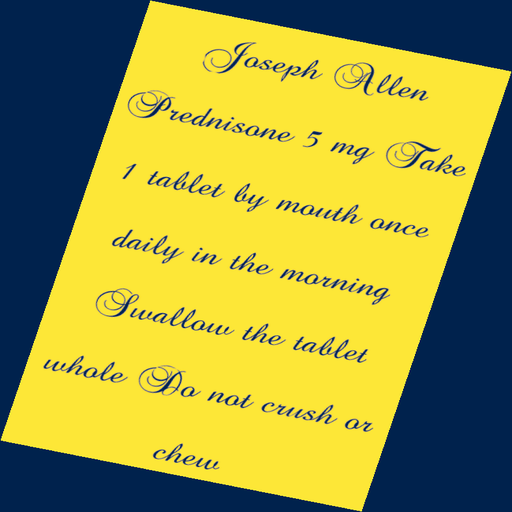 Joseph Allen
Prednisone 5 mg Take
1 tablet by mouth once
daily in the morning
Swallow the tablet
whole Do not crush or
chew